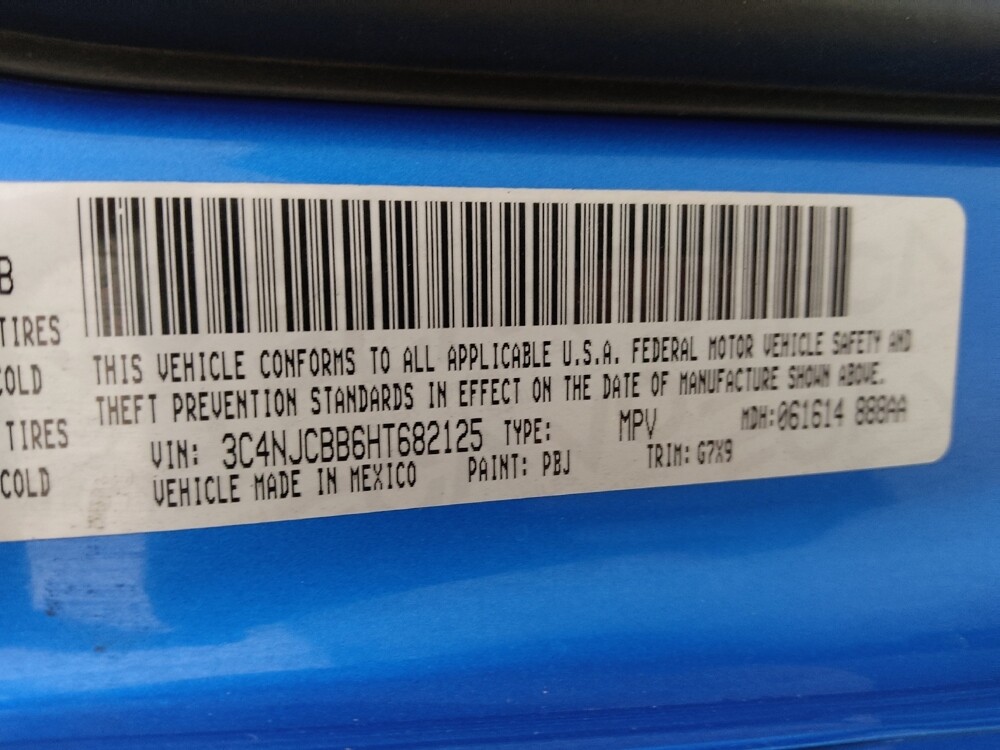 B
TIRES
COLD
TIRES
COLD
THIS VEHICLE CONFORMS TO ALL APPLICABLE U.S.A. FEDERAL MOTOR VEHICLE SAFETY AND
THEFT PREVENTION STANDARDS IN EFFECT ON THE DATE OF MANUFACTURE SHOWN ABOVE.
VIN: 3C4NJCBB6HT682125 TYPE: MPV MDH:061614 888AA
VEHICLE MADE IN MEXICO PAINT: PBJ TRIM: G7X9